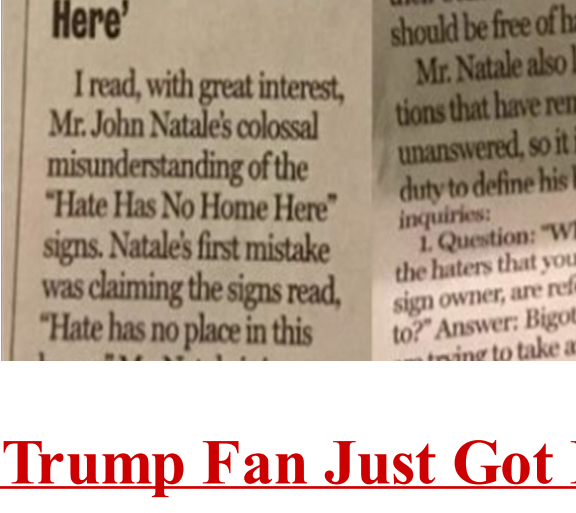 Here'
I read, with great interest,
Mr. John Natale's colossal
misunderstanding of the
"Hate Has No Home Here"
signs. Natale's first mistake
was claiming the signs read,
"Hate has no place in this
should be free of
Mr. Natale also
tions that have
unanswered, so it
duty to define his
inquiries:
1. Question:
the haters that you
sign owner, are
to?" Answer:
to take a
Trump Fan Just Got